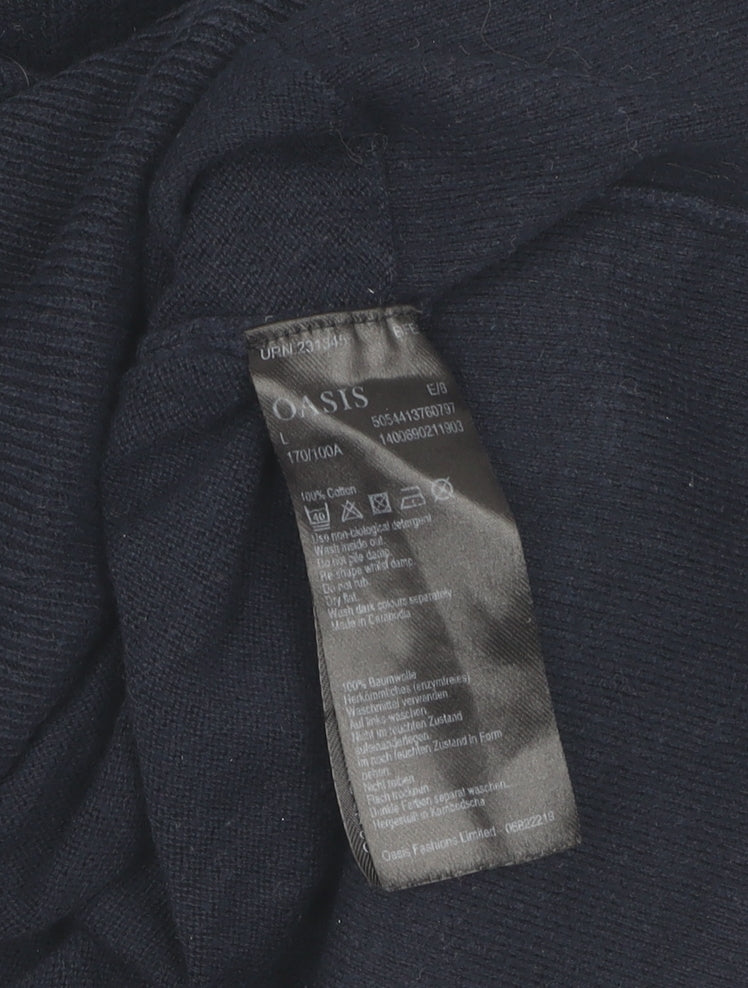 URN 231345
OASIS
E/8
L
5054413760797
170/100A
1400690211903
100% Cotton
40
Use non-biological detergent
Wash inside out.
Do not pile damp.
Re shape whilst damp.
Do not rub.
Dry flat.
Wash dark colours separately
Made in Cambodia
100% Baumwolle
Herkömmliches (enzymfreies)
Waschmittel verwenden
Auf links waschen.
Nicht im feuchten Zustand
aufeinanderlegen.
im noch feuchten Zustand in Form
ziehen.
Nicht reiben
Flach trocknen
Dunkle Farben separat waschen.
Hergestellt in Kambodscha
Oasis Fashions Limited